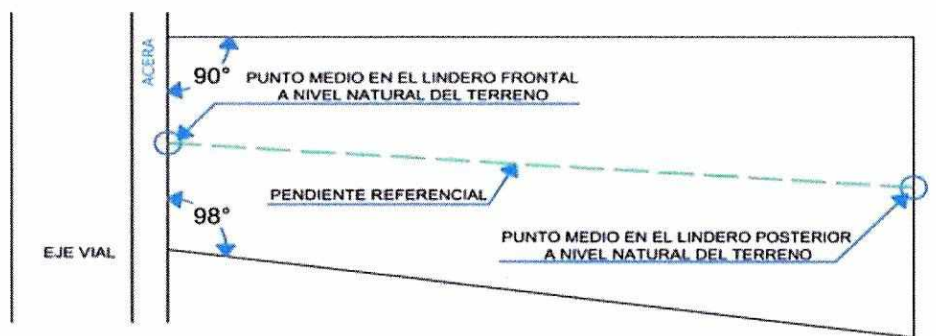 ACERA
90°
PUNTO MEDIO EN EL LINDERO FRONTAL
A NIVEL NATURAL DEL TERRENO
PENDIENTE REFERENCIAL
98°
PUNTO MEDIO EN EL LINDERO POSTERIOR
A NIVEL NATURAL DEL TERRENO
EJE VIAL